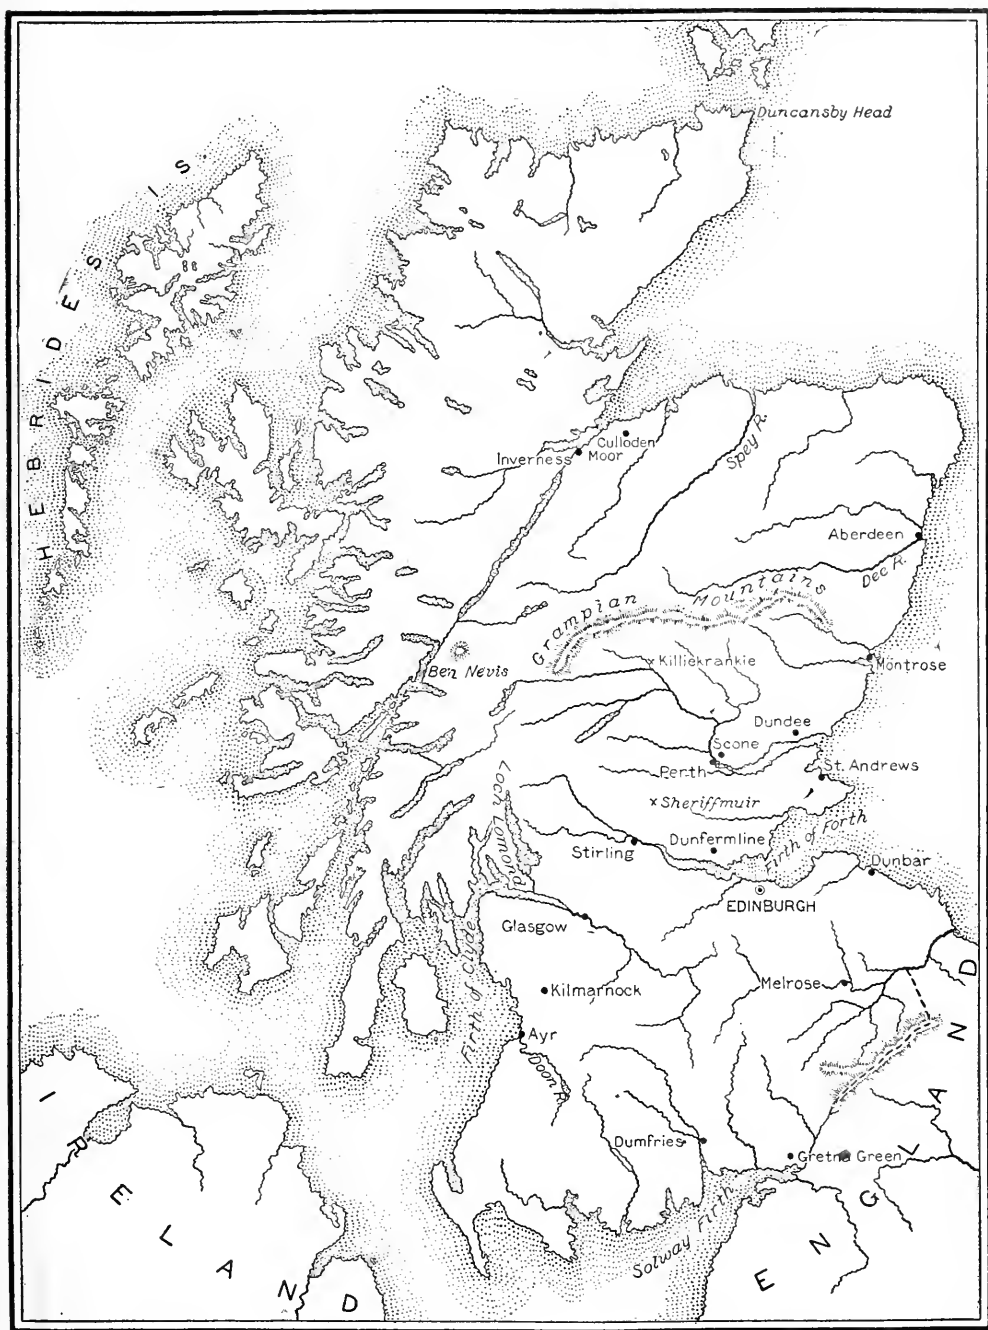 Duncansby Head
HEBRIDES IS.
Culloden
Moor
Inverness
Spey R.
Aberdeen
Dee R.
Grampian Mountains
Killiekrankie
Ben Nevis
Montrose
Dundee
Scone
Perth
St. Andrews
Loch Lomond
x Sheriffmuir
Dunfermline
Firth of Forth
Stirling
Dunbar
EDINBURGH
Glasgow
Firth of Clyde
Melrose
Kilmarnock
Ayr
Doon R.
Dumfries
Gretna Green
Solway Firth
IRELAND
ENGLAND